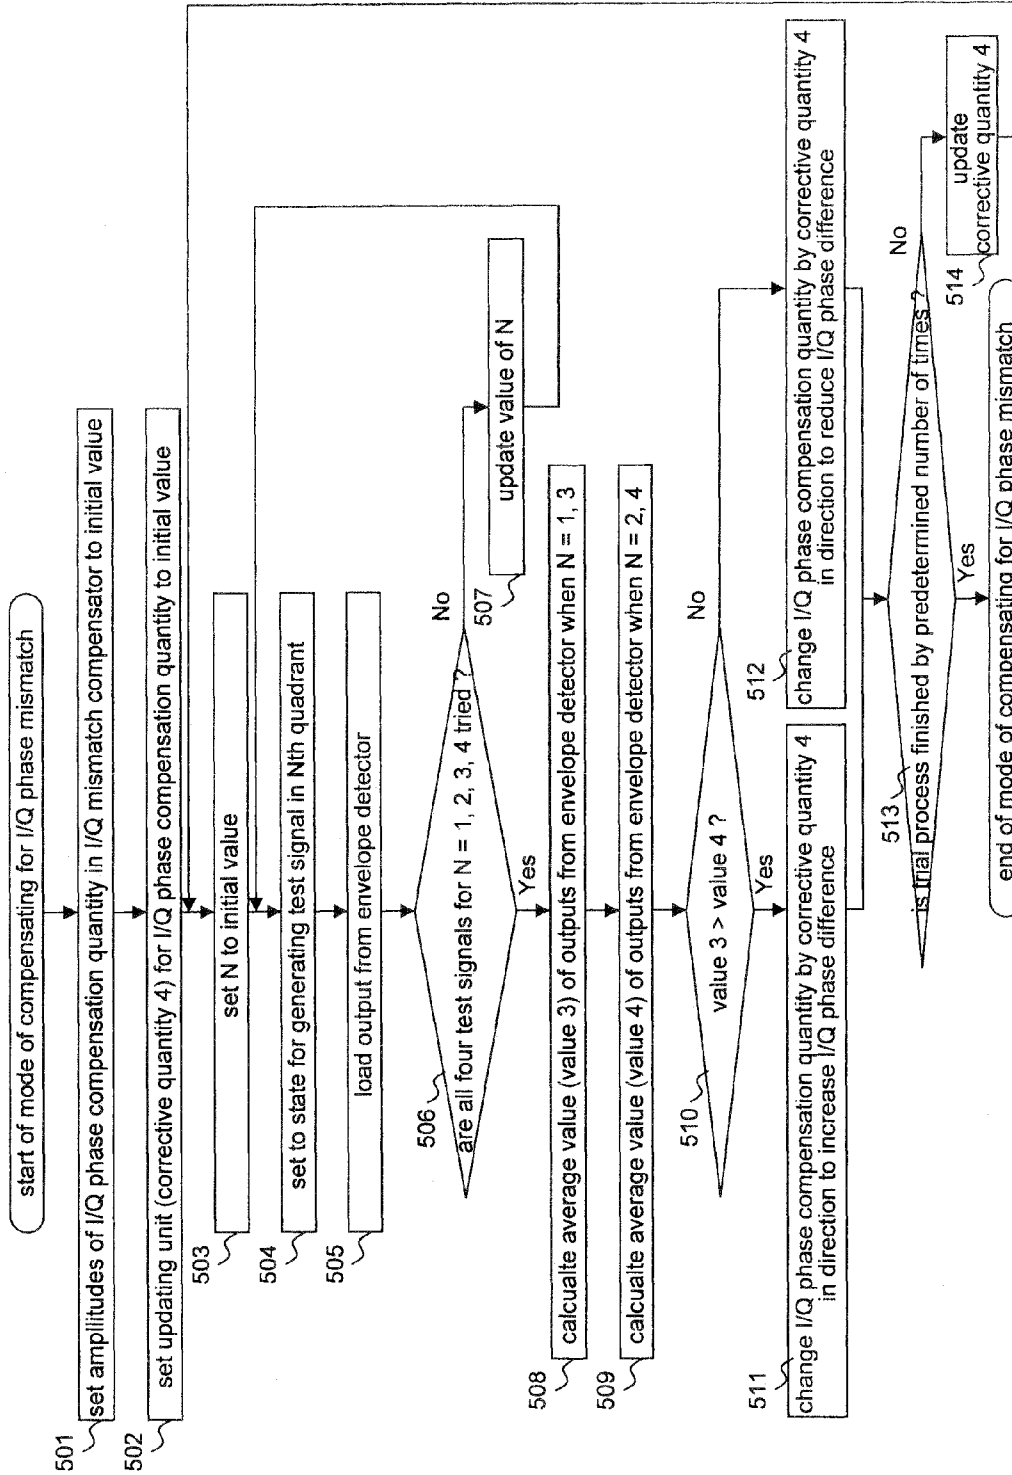 start of mode of compensating for I/Q phase mismatch
501
set ampltudes of I/Q phase compensation quantity in I/Q mismatch compensator to initial value
502
set updating unit (corrective quantity 4) for I/Q phase compensation quantity to initial value
503
set N to initial value
504
set to state for generating test signal in Nth quadrant
505
load output from envelope detector
506
are all four test signals for N = 1, 2, 3, 4 tried ?
No
507
update value of N
Yes
508
calcualte average value (value 3) of outputs from envelope detector when N = 1, 3
509
calcualte average value (value 4) of outputs from envelope detector when N = 2, 4
510
value 3 > value 4 ?
No
Yes
511
change I/Q phase compensation quantity by corrective quantity 4
in direction to increase I/Q phase difference
512
change I/Q phase compensation quantity by corrective quantity 4
in direction to reduce I/Q phase difference
513
is trial process finished by predetermined number of times ?
No
514
update
corrective quantity 4
Yes
end of mode of compensating for I/Q phase mismatch